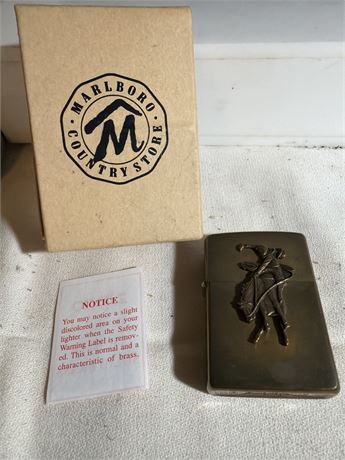 MARLBORO
M
COUNTRY STORE
NOTICE
You may notice a slight
discolored area on your
lighter when the Safety
Warning Label is remov-
ed. This is normal and a
characteristic of brass.